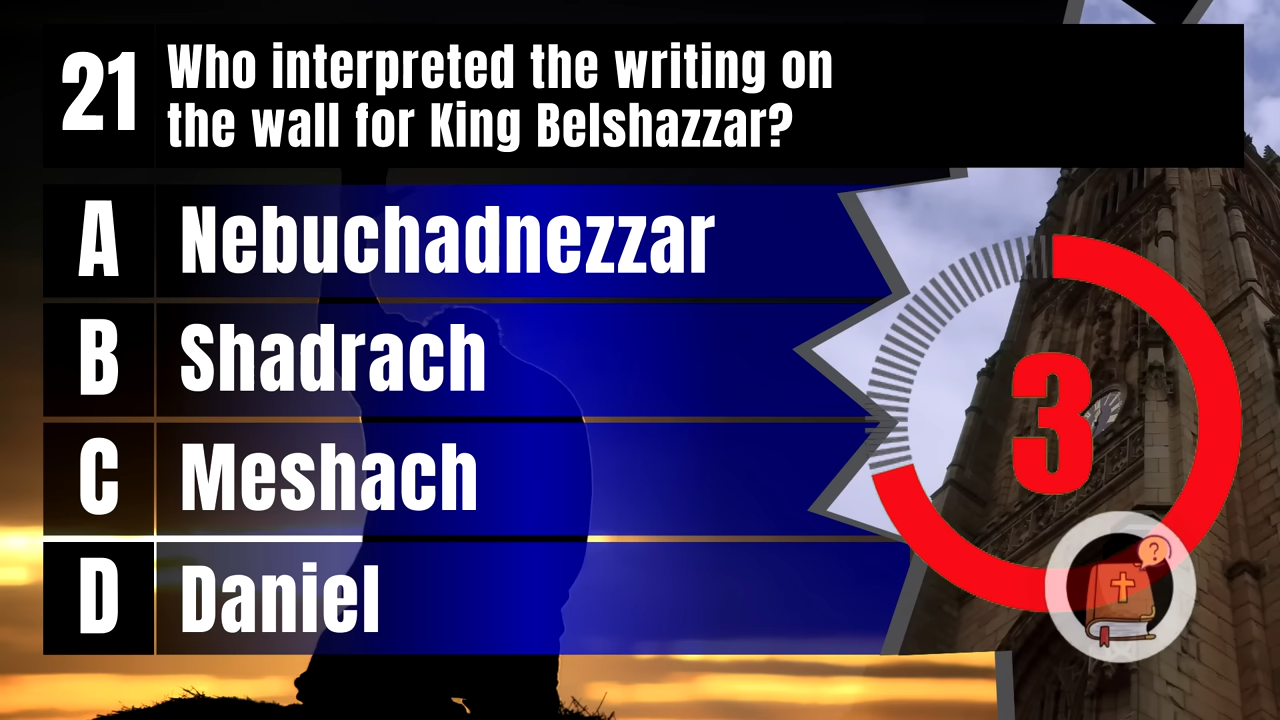 21
Who interpreted the writing on
the wall for King Belshazzar?
A Nebuchadnezzar
B Shadrach
C Meshach
D Daniel
3
?